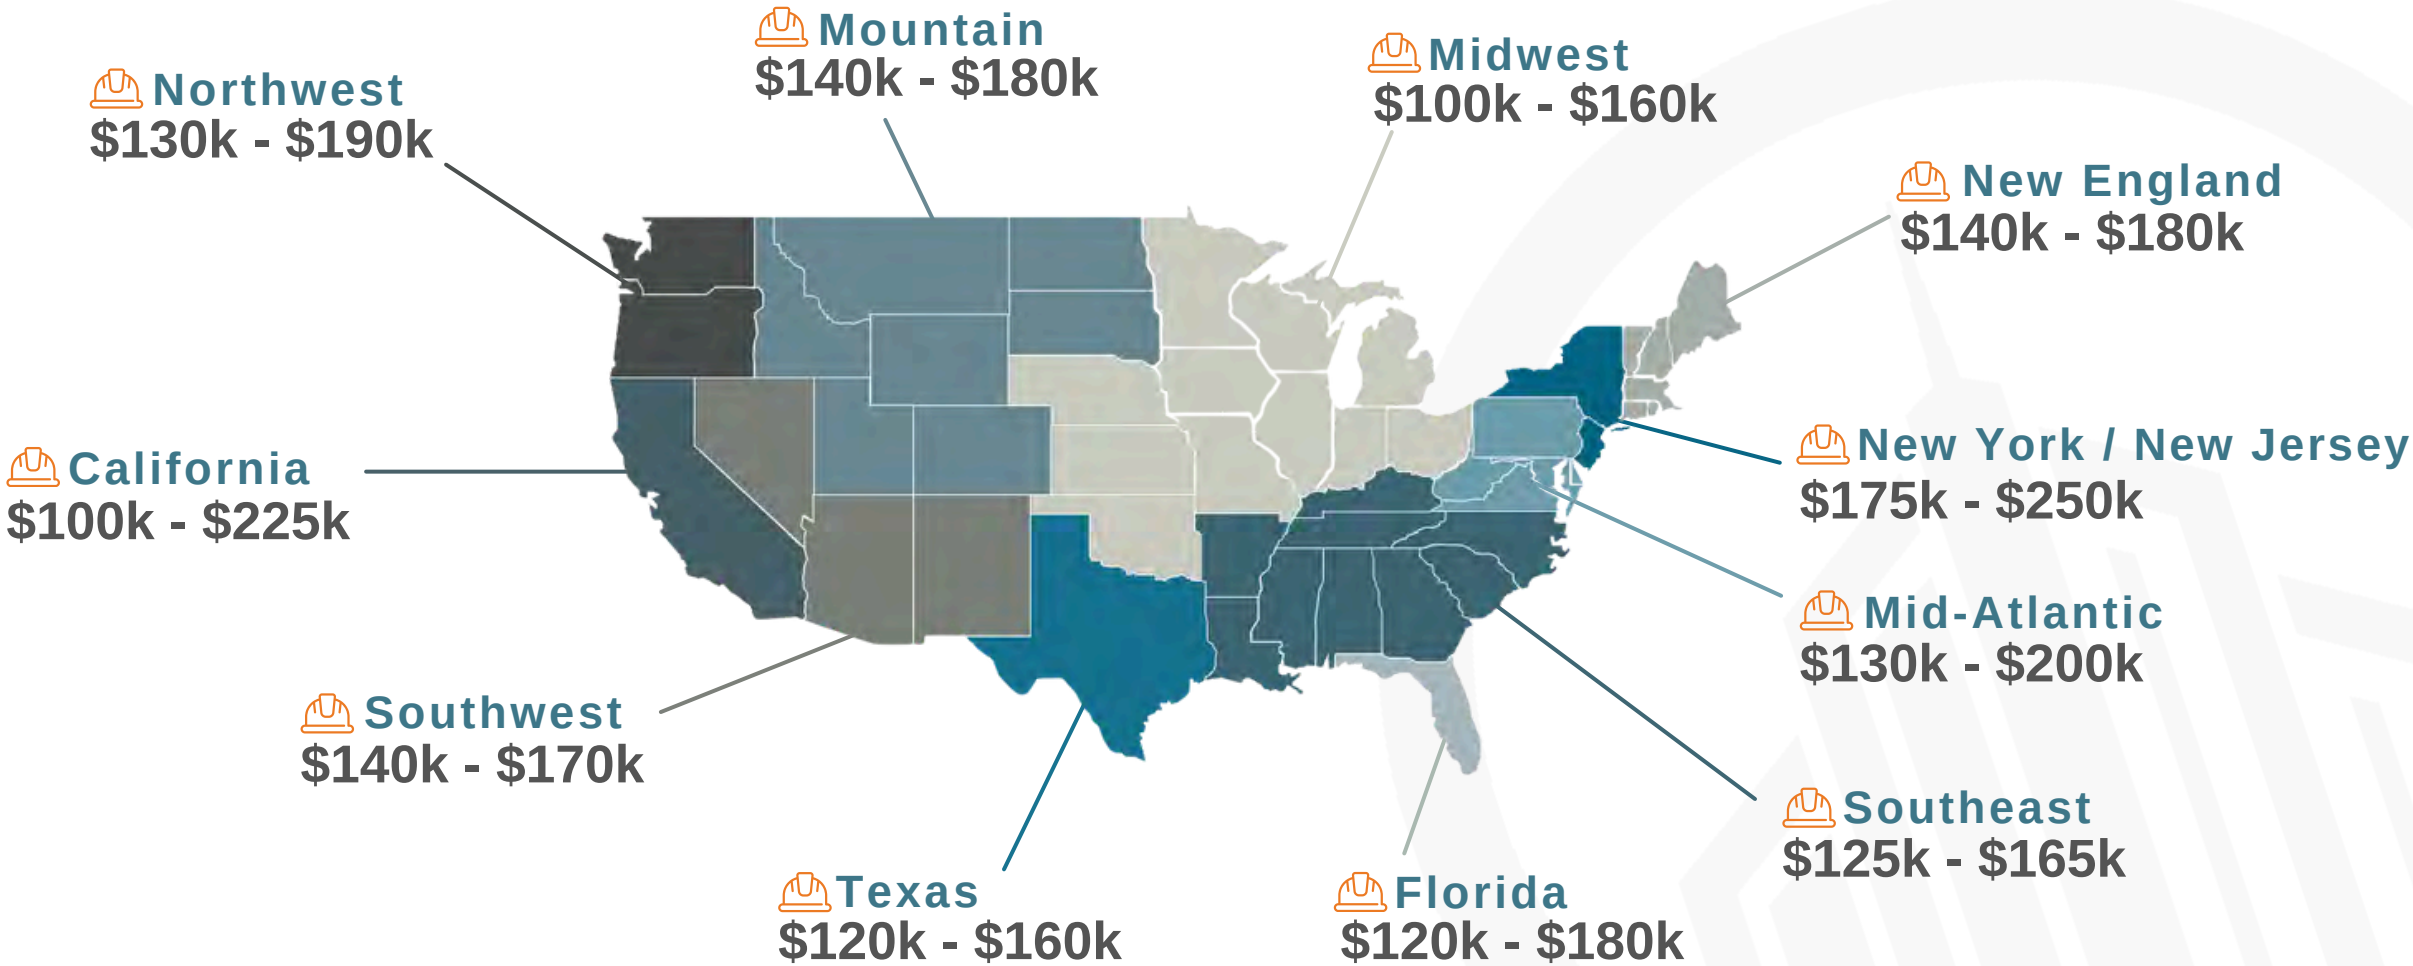 Mountain
$140k - $180k
Midwest
$100k - $160k
Northwest
$130k - $190k
New England
$140k - $180k
California
$100k - $225k
New York / New Jersey
$175k - $250k
Mid-Atlantic
$130k - $200k
Southwest
$140k - $170k
Southeast
$125k - $165k
Texas
$120k - $160k
Florida
$120k - $180k